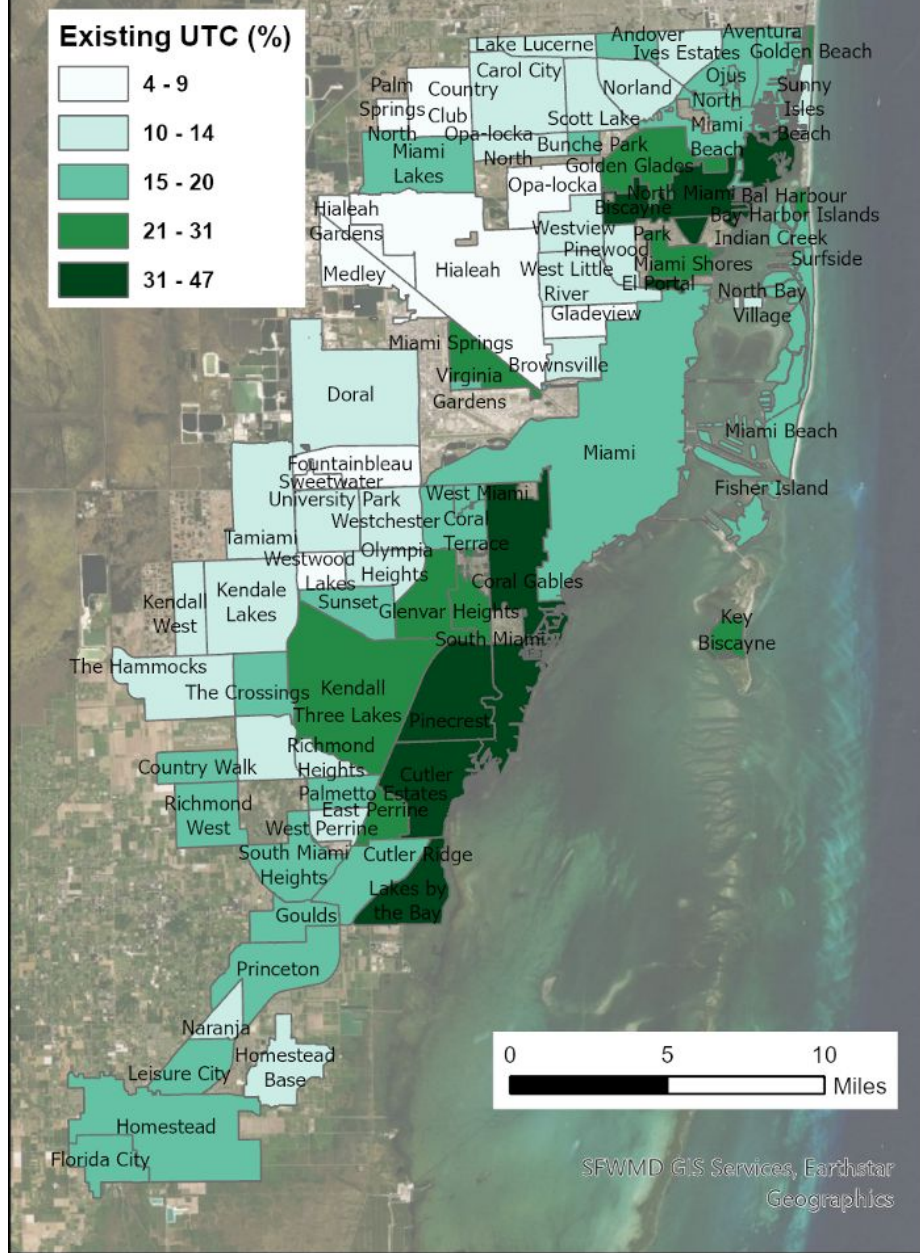 Existing UTC (%)
4 - 9
10 - 14
15 - 20
21 - 31
31 - 47
Lake Lucerne
Andover
Aventura
Ives Estates
Golden Beach
Carol City
Palm
Springs
North
Country
Club
Norland
Ojus
Sunny
Isles
Beach
Scott Lake
North
Miami
Beach
Opa-locka
North
Bunche Park
Miami
Lakes
Golden Glades
Opa-locka
North Miami
Bal Harbour
Biscayne
Park
Bay Harbor Islands
Hialeah
Gardens
Westview
Indian Creek
Pinewood
Surfside
Medley
Hialeah
West Little
River
Miami Shores
El Portal
North Bay
Village
Gladeview
Miami Springs
Brownsville
Virginia
Gardens
Doral
Miami Beach
Miami
Fountainbleau
Sweetwater
Fisher Island
University Park
West Miami
Westchester
Coral
Terrace
Tamiami
Olympia
Heights
Westwood
Lakes
Coral Gables
Kendall
West
Kendale
Lakes
Sunset
Glenvar Heights
Key
Biscayne
South Miami
The Hammocks
The Crossings
Kendall
Three Lakes
Pinecrest
Richmond
Heights
Country Walk
Cutler
Palmetto Estates
Richmond
West
East Perrine
West Perrine
South Miami
Heights
Cutler Ridge
Lakes by
the Bay
Goulds
Princeton
Naranja
Homestead
Base
Leisure City
Homestead
Florida City
0 5 10
Miles
SFWMD GIS Services, Earthstar
Geographics